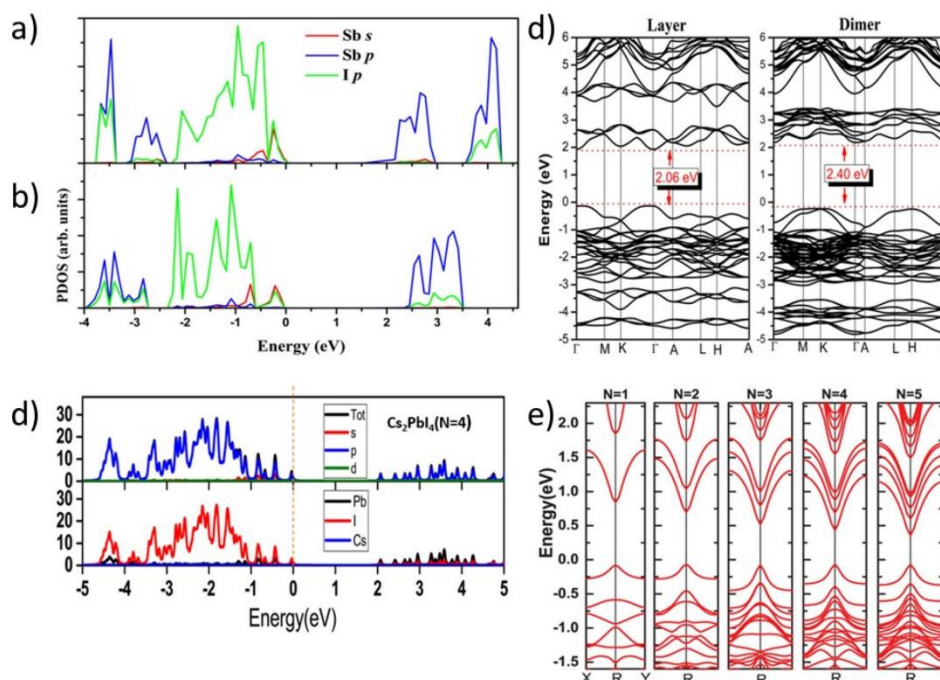 a)
Sb s
Sb p
I p
b)
PDOS (arb. units)
-4 -3 -2 -1 0 1 2 3 4
Energy (eV)
d)
Layer
Dimer
6
5
4
3
2
1
0
-1
-2
-3
-4
-5
Energy (eV)
2.06 eV
2.40 eV
Γ M K Γ A L H A
Γ M K Γ A L H
d)
30
20
10
0
Tot
s
p
d
Cs₂PbI₄(N=4)
30
20
10
0
Pb
I
Cs
-5 -4 -3 -2 -1 0 1 2 3 4 5
Energy(eV)
e)
N=1 N=2 N=3 N=4 N=5
2.0
1.5
1.0
0.5
0.0
-0.5
-1.0
-1.5
Energy(eV)
X R Y R R R R